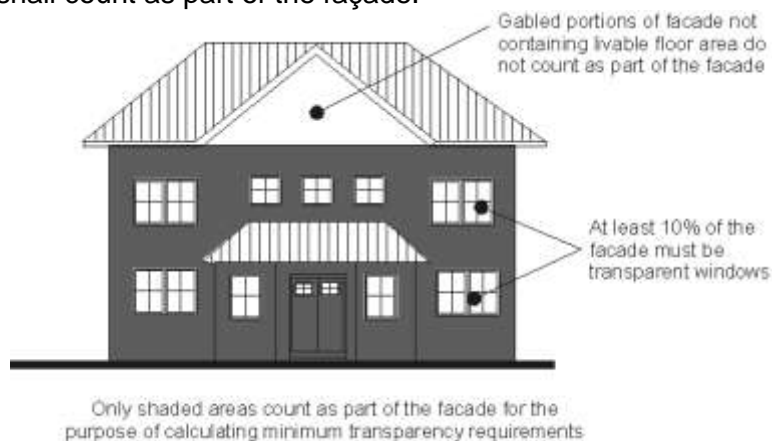 shall count as part of the façade.
Gabled portions of facade not
containing livable floor area do
not count as part of the facade
At least 10% of the
facade must be
transparent windows
Only shaded areas count as part of the facade for the
purpose of calculating minimum transparency requirements